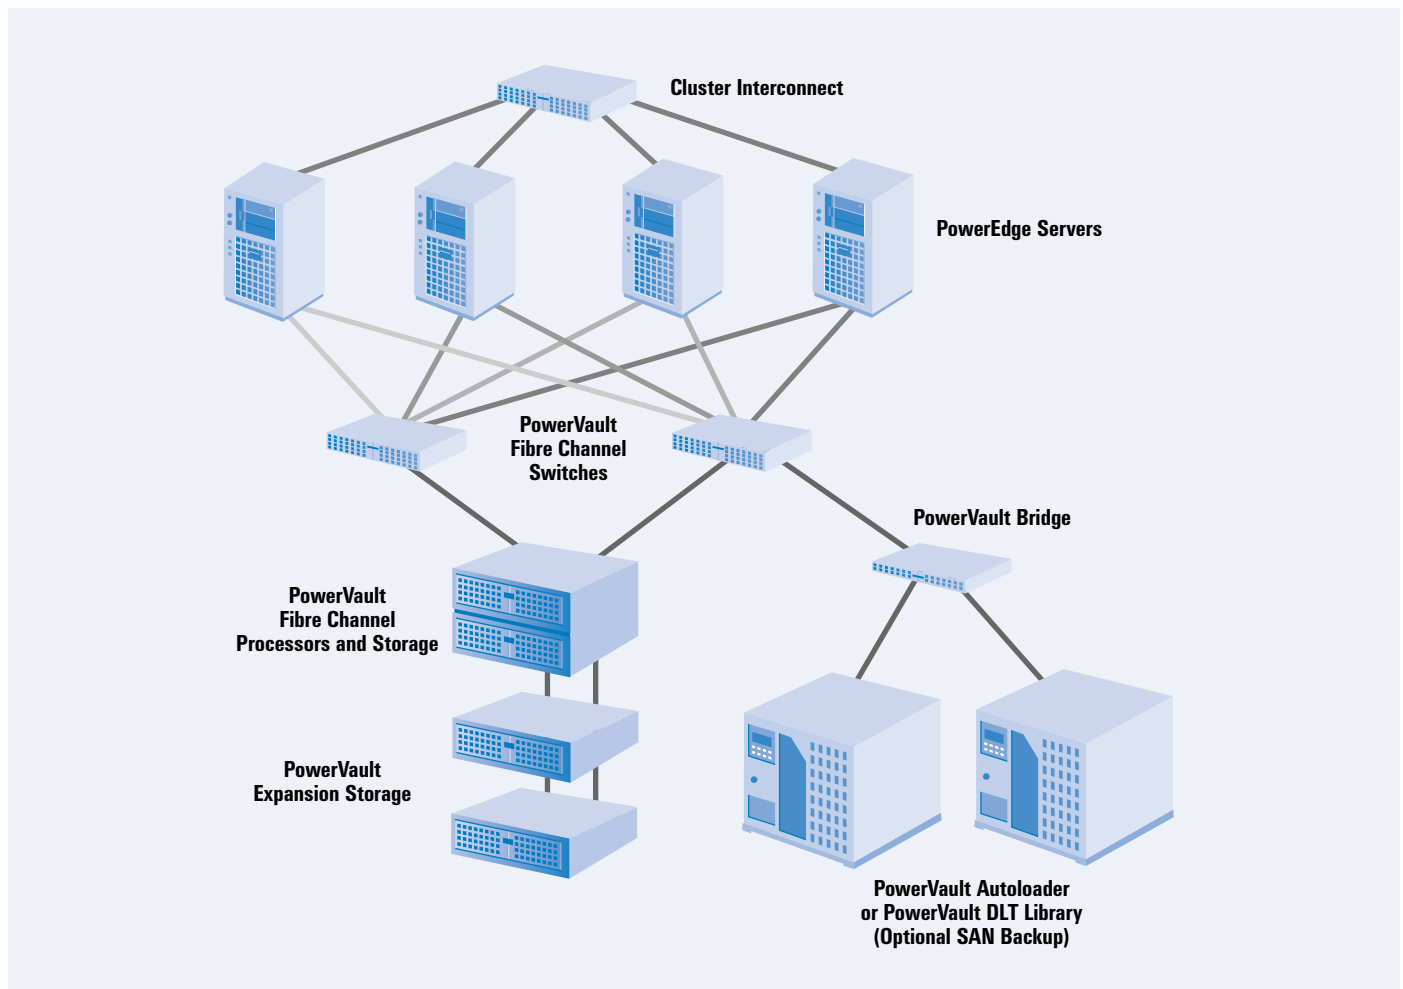 Cluster Interconnect
PowerEdge Servers
PowerVault
Fibre Channel
Switches
PowerVault Bridge
PowerVault
Fibre Channel
Processors and Storage
PowerVault
Expansion Storage
PowerVault Autoloader
or PowerVault DLT Library
(Optional SAN Backup)